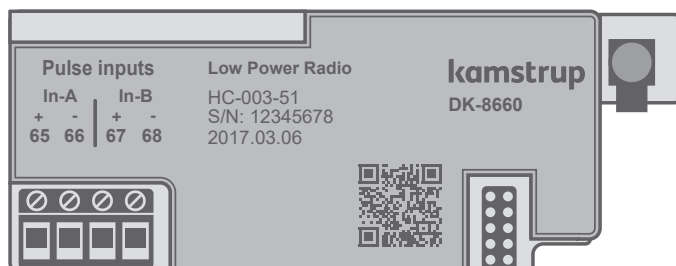 Pulse inputs
In-A In-B
+ - + -
65 66 67 68
Low Power Radio
HC-003-51
S/N: 12345678
2017.03.06
kamstrup
DK-8660